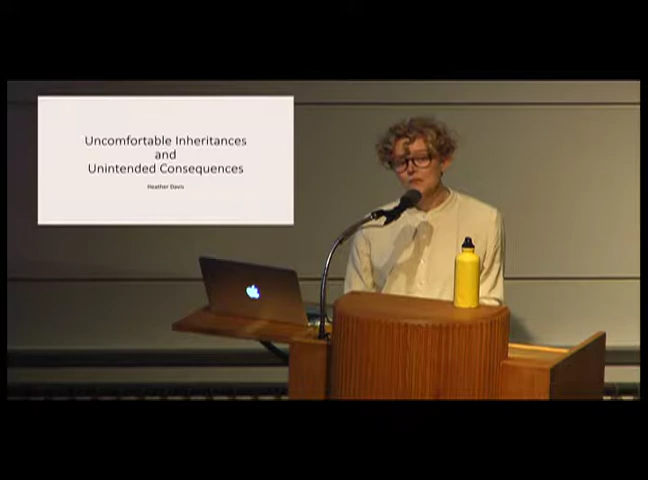 Uncomfortable Inheritances
and
Unintended Consequences
Heather Davis